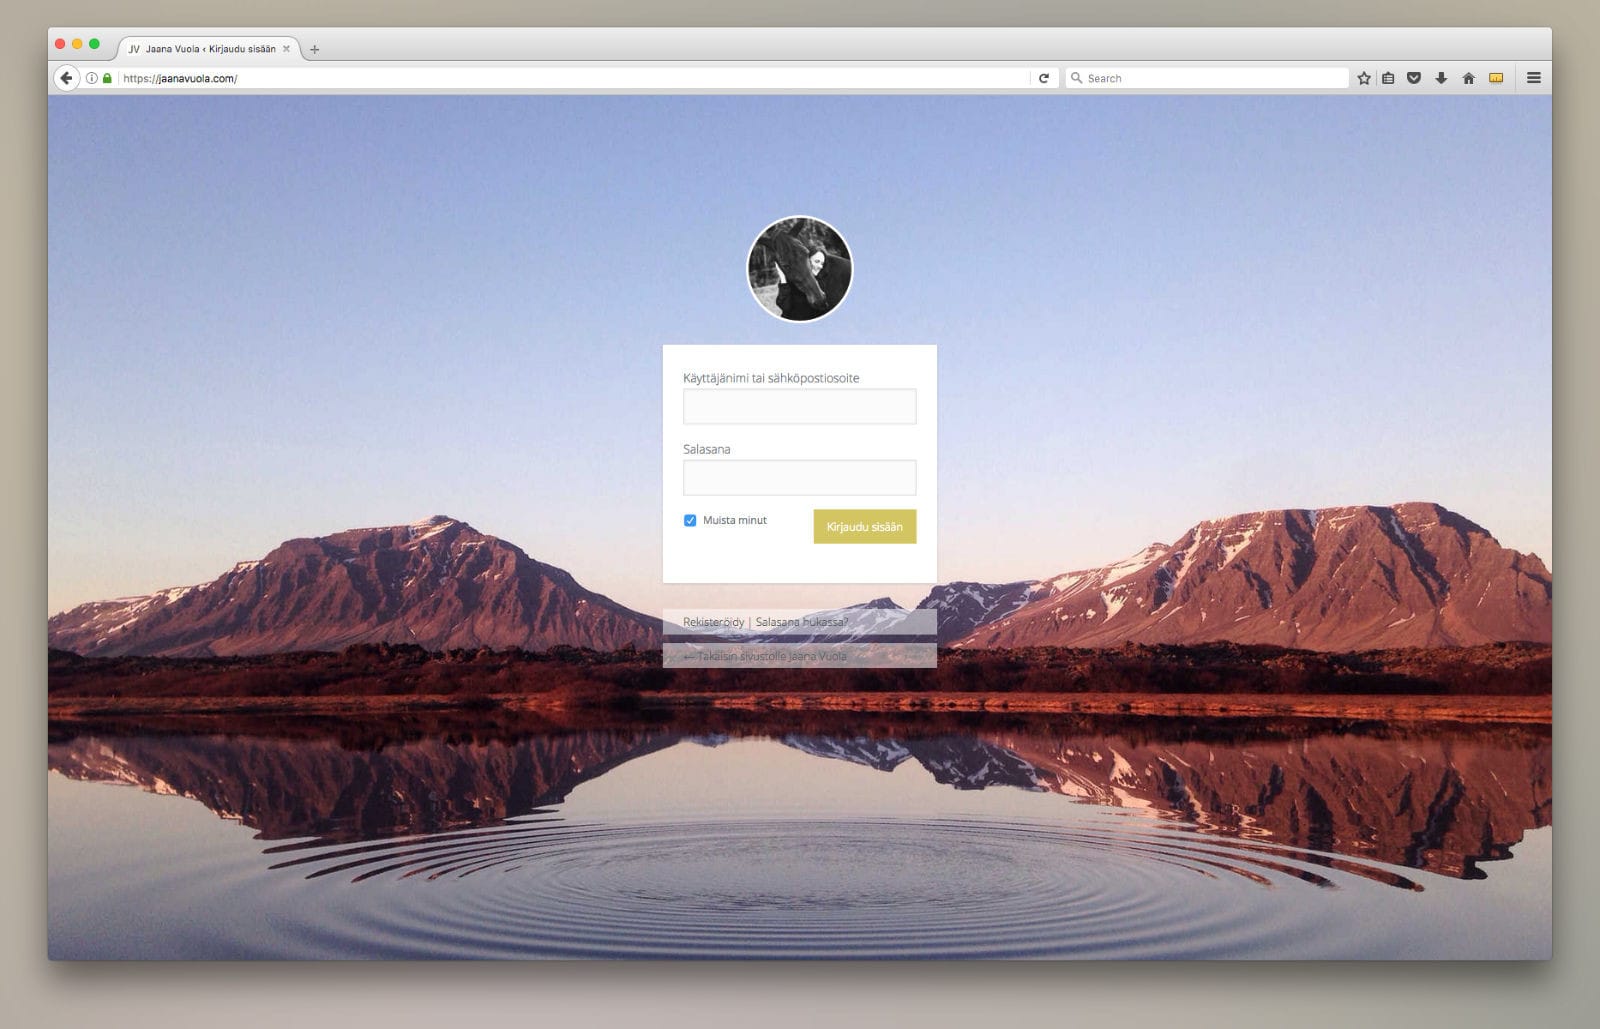 JV Jaana Vuola ‹ Kirjaudu sisään
https://jaanavuola.com/
Search
Käyttäjänimi tai sähköpostiosoite
Salasana
Muista minut
Kirjaudu sisään
Rekisteröidy | Salasana hukassa?
← Takaisin sivustolle Jaana Vuola